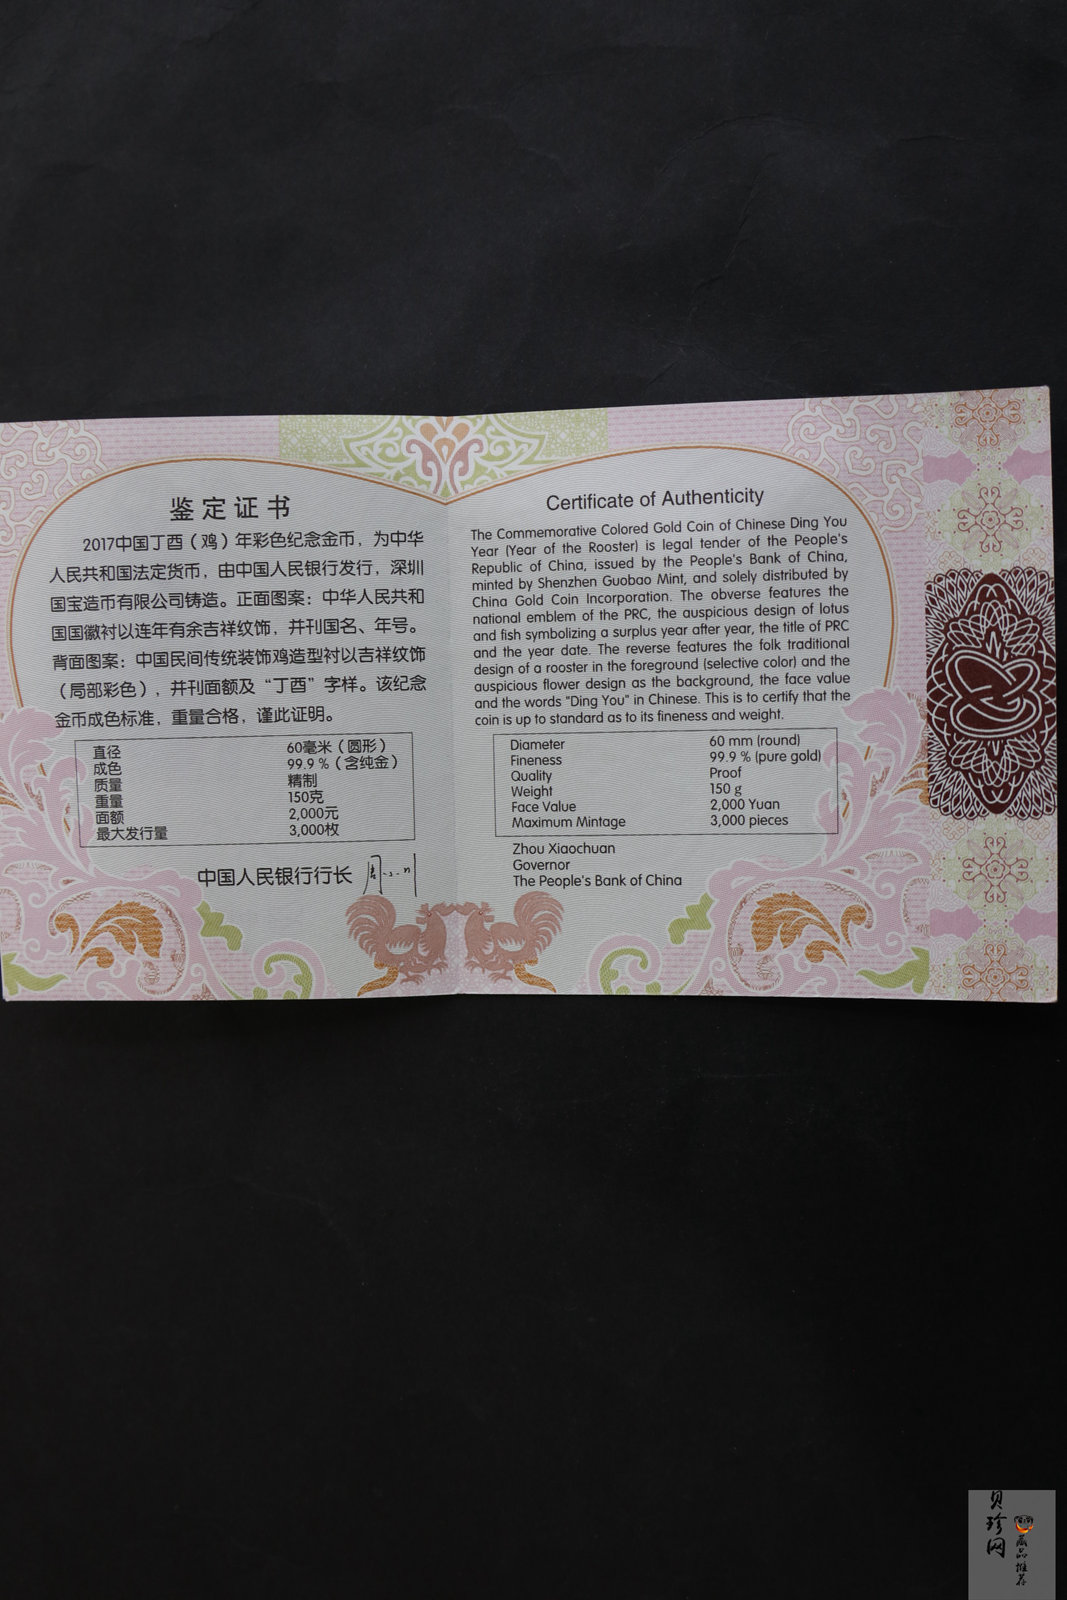 鉴定证书
2017中国丁酉（鸡）年彩色纪念金币，为中华
人民共和国法定货币，由中国人民银行发行，深圳
国宝造币有限公司铸造。正面图案：中华人民共和
国国徽衬以连年有余吉祥纹饰，并刊国名、年号。
背面图案：中国民间传统装饰鸡造型衬以吉祥纹饰
（局部彩色），并刊面额及“丁酉”字样。该纪念
金币成色标准，重量合格，谨此证明。
直径 60毫米（圆形）
成色 99.9 %（含纯金）
质量 精制
重量 150克
面额 2,000元
最大发行量 3,000枚
中国人民银行行长
Certificate of Authenticity
The Commemorative Colored Gold Coin of Chinese Ding You
Year (Year of the Rooster) is legal tender of the People's
Republic of China, issued by the People's Bank of China,
minted by Shenzhen Guobao Mint, and solely distributed by
China Gold Coin Incorporation. The obverse features the
national emblem of the PRC, the auspicious design of lotus
and fish symbolizing a surplus year after year, the title of PRC
and the year date. The reverse features the folk traditional
design of a rooster in the foreground (selective color) and the
auspicious flower design as the background, the face value
and the words "Ding You" in Chinese. This is to certify that the
coin is up to standard as to its fineness and weight.
Diameter 60 mm (round)
Fineness 99.9 % (pure gold)
Quality Proof
Weight 150 g
Face Value 2,000 Yuan
Maximum Mintage 3,000 pieces
Zhou Xiaochuan
Governor
The People's Bank of China
贝珍网
藏品推荐